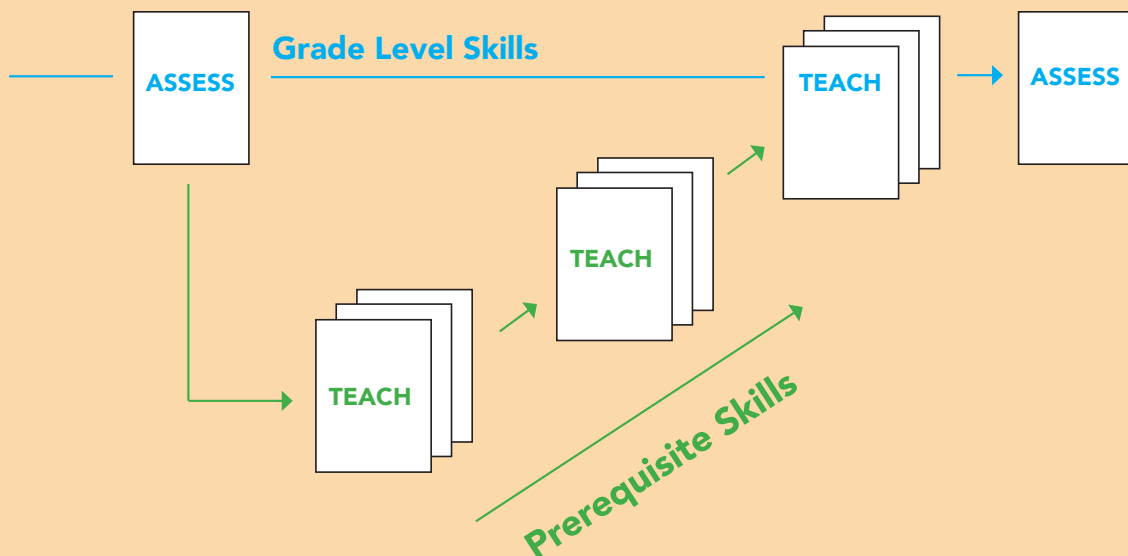 Grade Level Skills
ASSESS
TEACH
ASSESS
TEACH
TEACH
Prerequisite Skills